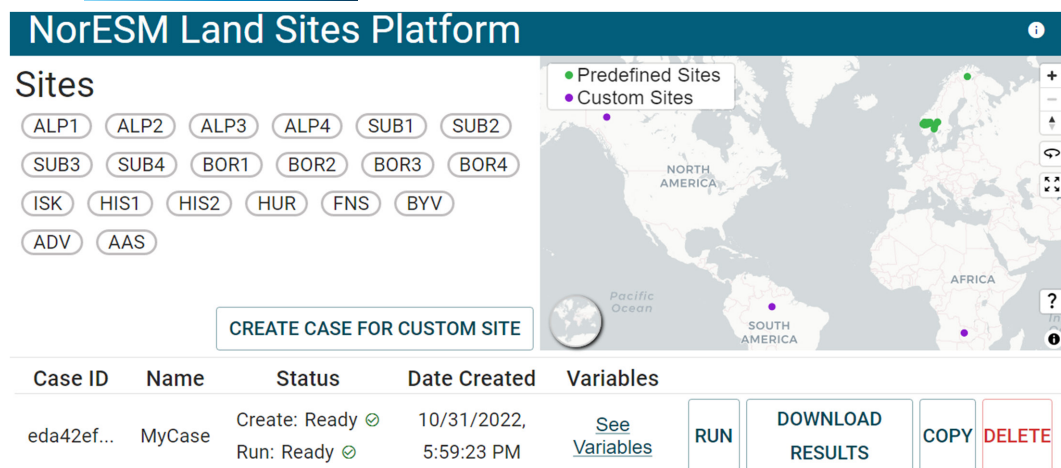 NorESM Land Sites Platform
Sites
ALP1 ALP2 ALP3 ALP4 SUB1 SUB2
SUB3 SUB4 BOR1 BOR2 BOR3 BOR4
ISK HIS1 HIS2 HUR FNS BYV
ADV AAS
CREATE CASE FOR CUSTOM SITE
Predefined Sites
Custom Sites
NORTH
AMERICA
AFRICA
Pacific
Ocean
SOUTH
AMERICA
In
?
Case ID Name Status Date Created Variables
eda42ef... MyCase Create: Ready 10/31/2022, See
Run: Ready 5:59:23 PM Variables
RUN
DOWNLOAD
RESULTS
COPY
DELETE